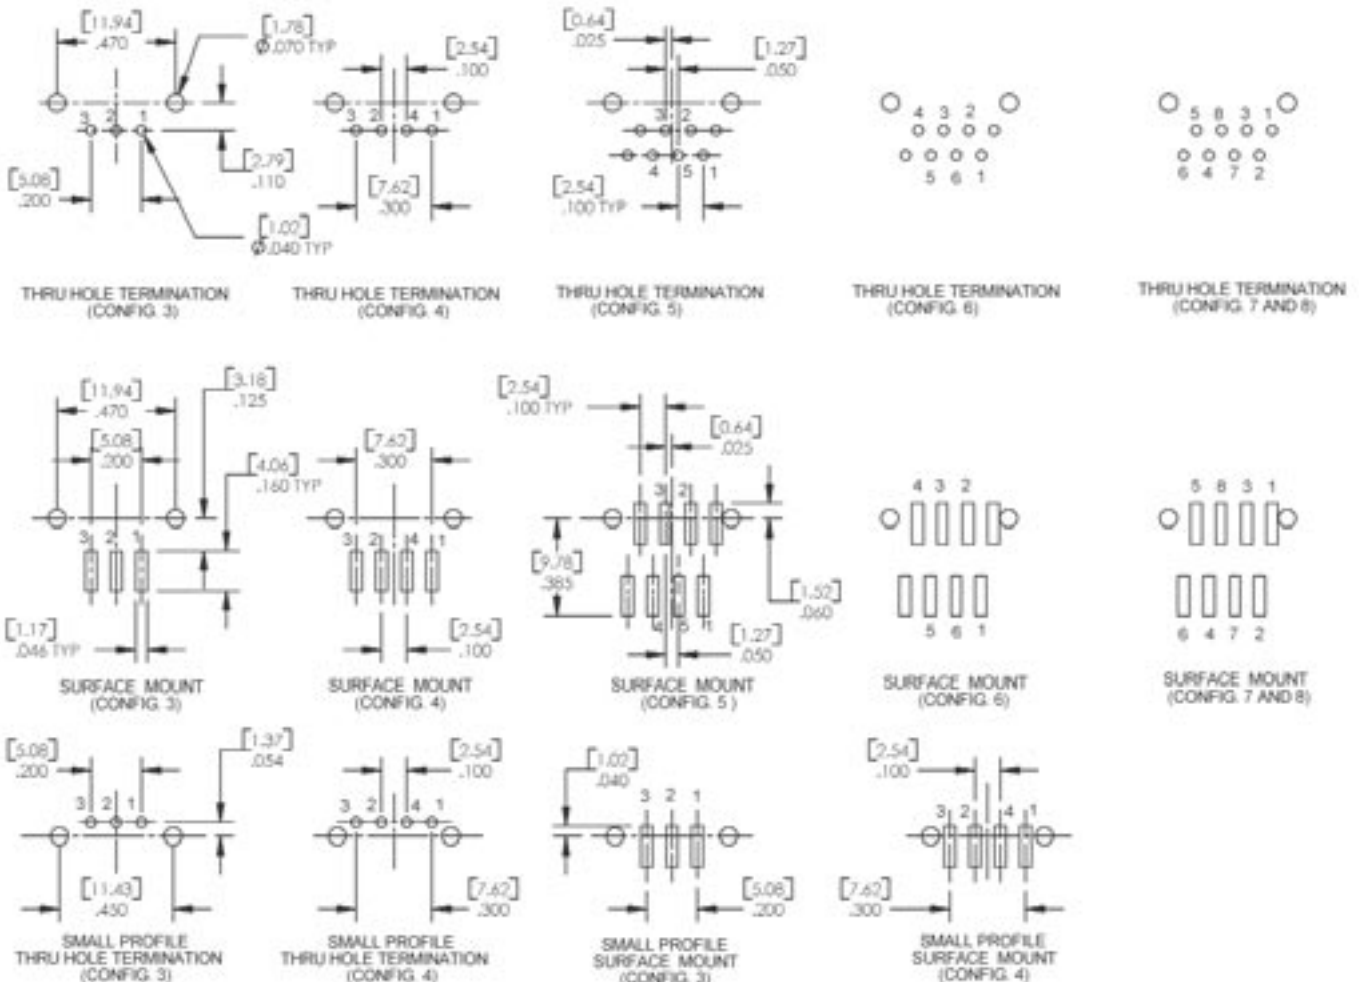 [11.94]
.470
[1.78]
Ø.070 TYP
[2.54]
.100
[0.64]
.025
[1.27]
.050
3 2 1
3 2 4 1
3 2
4 3 2
5 8 3 1
[2.79]
.110
4 5 1
5 6 1
6 4 7 2
[5.08]
.200
[7.62]
.300
[2.54]
.100 TYP
[1.02]
Ø.040 TYP
THRU HOLE TERMINATION
(CONFIG. 3)
THRU HOLE TERMINATION
(CONFIG. 4)
THRU HOLE TERMINATION
(CONFIG. 5)
THRU HOLE TERMINATION
(CONFIG. 6)
THRU HOLE TERMINATION
(CONFIG. 7 AND 8)
[11.94]
.470
[3.18]
.125
[5.08]
.200
[4.06]
.160 TYP
[7.62]
.300
[2.54]
.100 TYP
[0.64]
.025
3 2 1
3 2 4 1
3 2
4 3 2
5 8 3 1
[9.78]
.385
[1.52]
.060
4 5 1
5 6 1
6 4 7 2
[1.17]
.046 TYP
[2.54]
.100
[1.27]
.050
SURFACE MOUNT
(CONFIG. 3)
SURFACE MOUNT
(CONFIG. 4)
SURFACE MOUNT
(CONFIG. 5 )
SURFACE MOUNT
(CONFIG. 6)
SURFACE MOUNT
(CONFIG. 7 AND 8)
[5.08]
.200
[1.37]
.054
[2.54]
.100
[1.02]
.040
[2.54]
.100
3 2 1
3 2 4 1
3 2 1
3 2 4 1
[11.43]
.450
[7.62]
.300
[5.08]
.200
[7.62]
.300
SMALL PROFILE
THRU HOLE TERMINATION
(CONFIG. 3)
SMALL PROFILE
THRU HOLE TERMINATION
(CONFIG. 4)
SMALL PROFILE
SURFACE MOUNT
(CONFIG. 3)
SMALL PROFILE
SURFACE MOUNT
(CONFIG. 4)